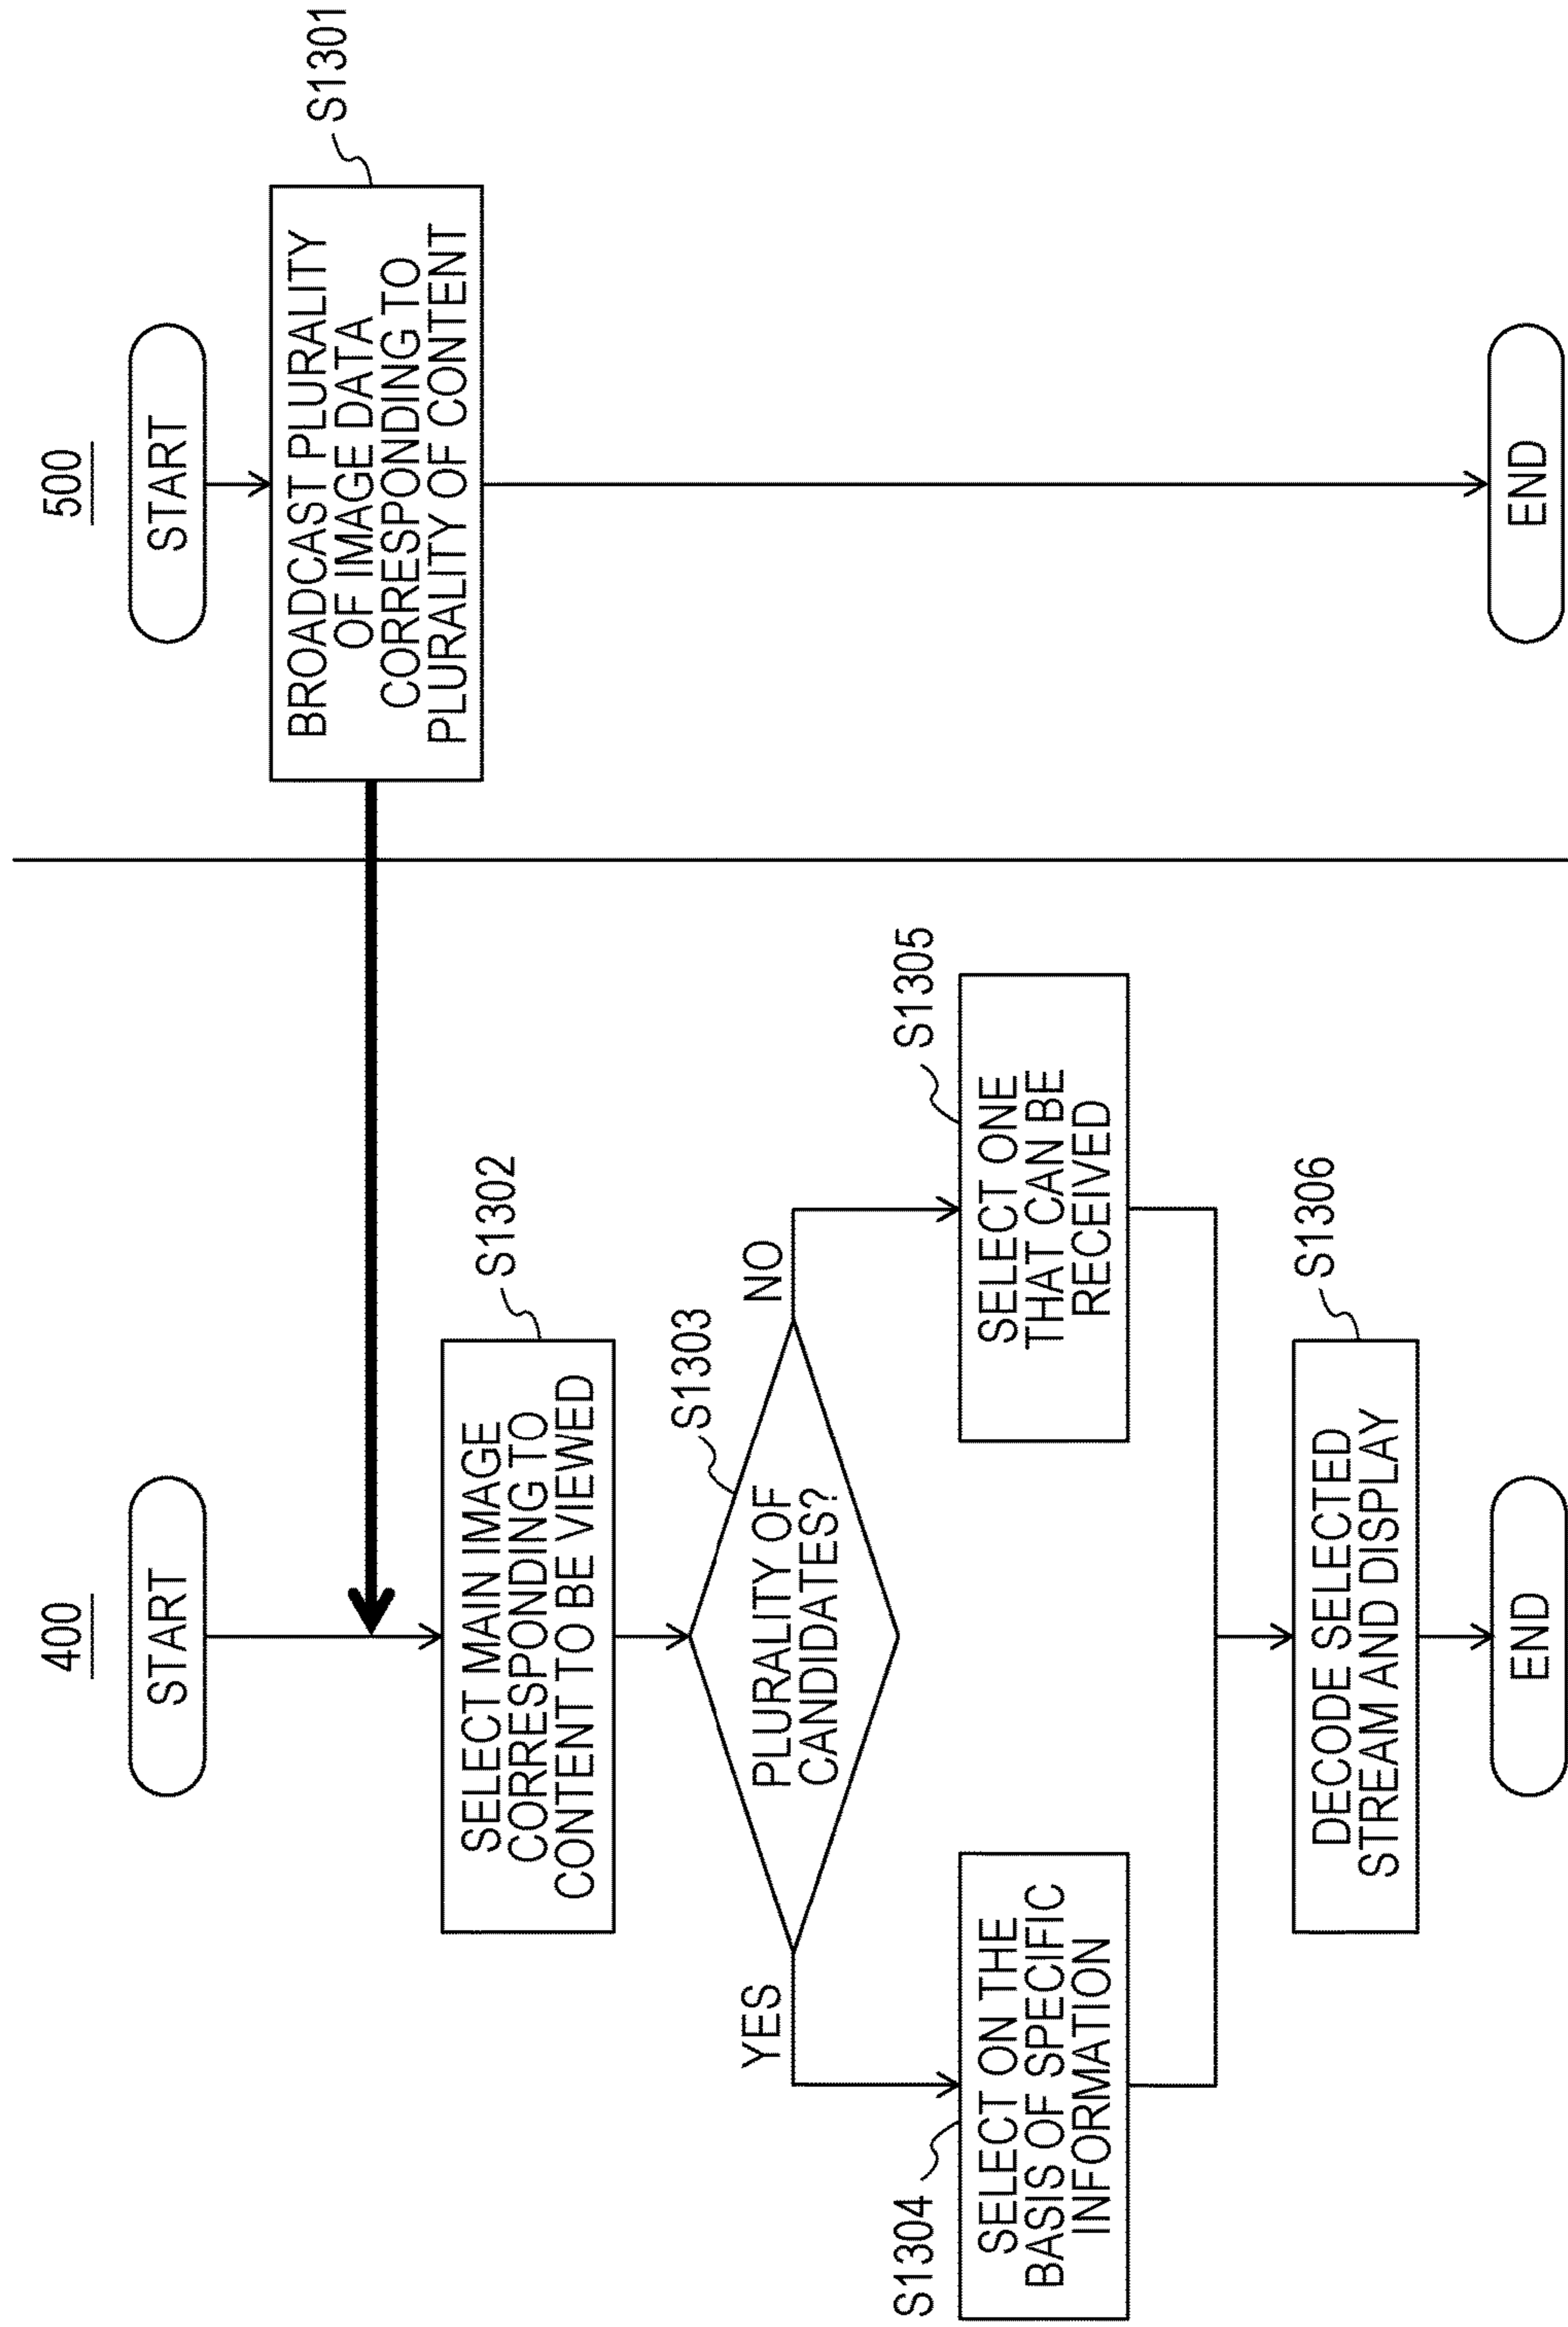 400
START
SELECT MAIN IMAGE
CORRESPONDING TO
CONTENT TO BE VIEWED
S1302
PLURALITY OF
CANDIDATES?
S1303
YES
NO
S1304
SELECT ON THE
BASIS OF SPECIFIC
INFORMATION
SELECT ONE
THAT CAN BE
RECEIVED
S1305
DECODE SELECTED
STREAM AND DISPLAY
S1306
END
500
START
BROADCAST PLURALITY
OF IMAGE DATA
CORRESPONDING TO
PLURALITY OF CONTENT
S1301
END